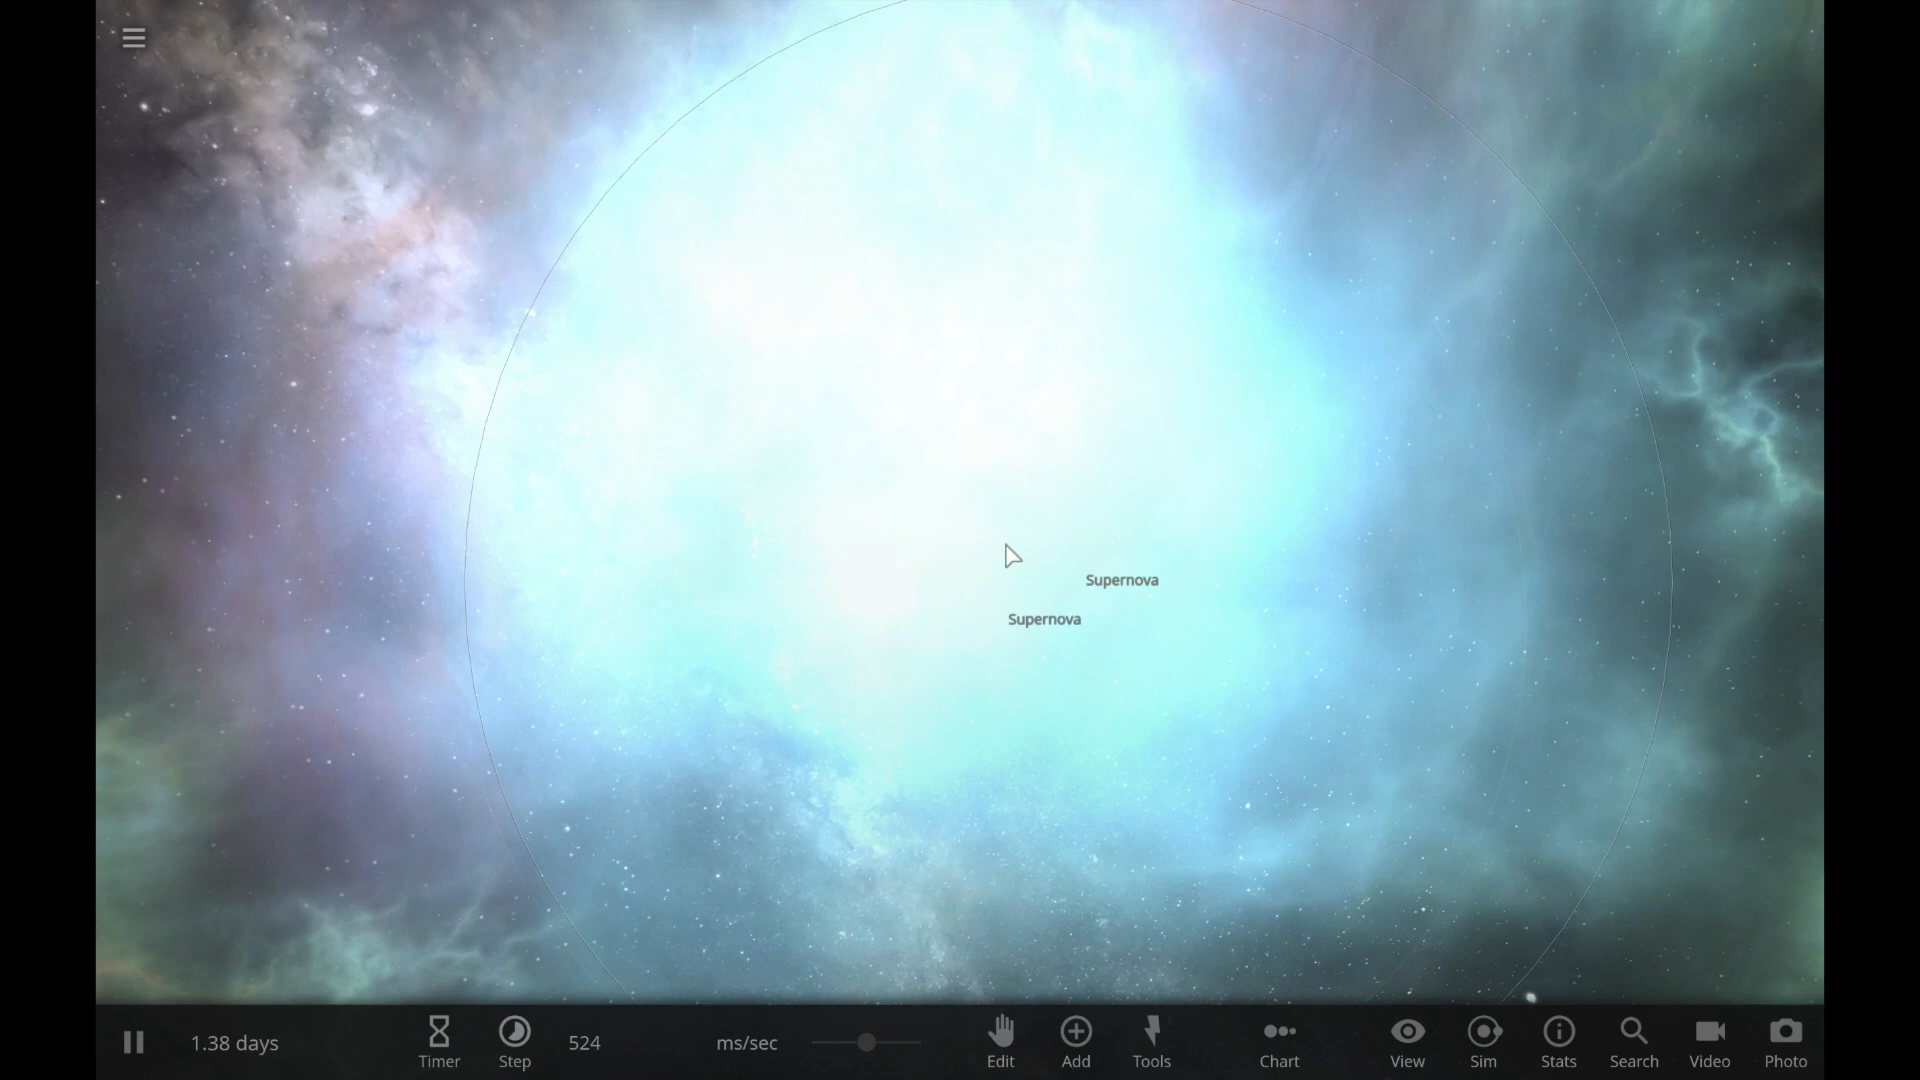 Supernova
Supernova
1.38 days
Timer
Step
524
ms/sec
Edit
Add
Tools
Chart
View
Sim
Stats
Search
Video
Photo